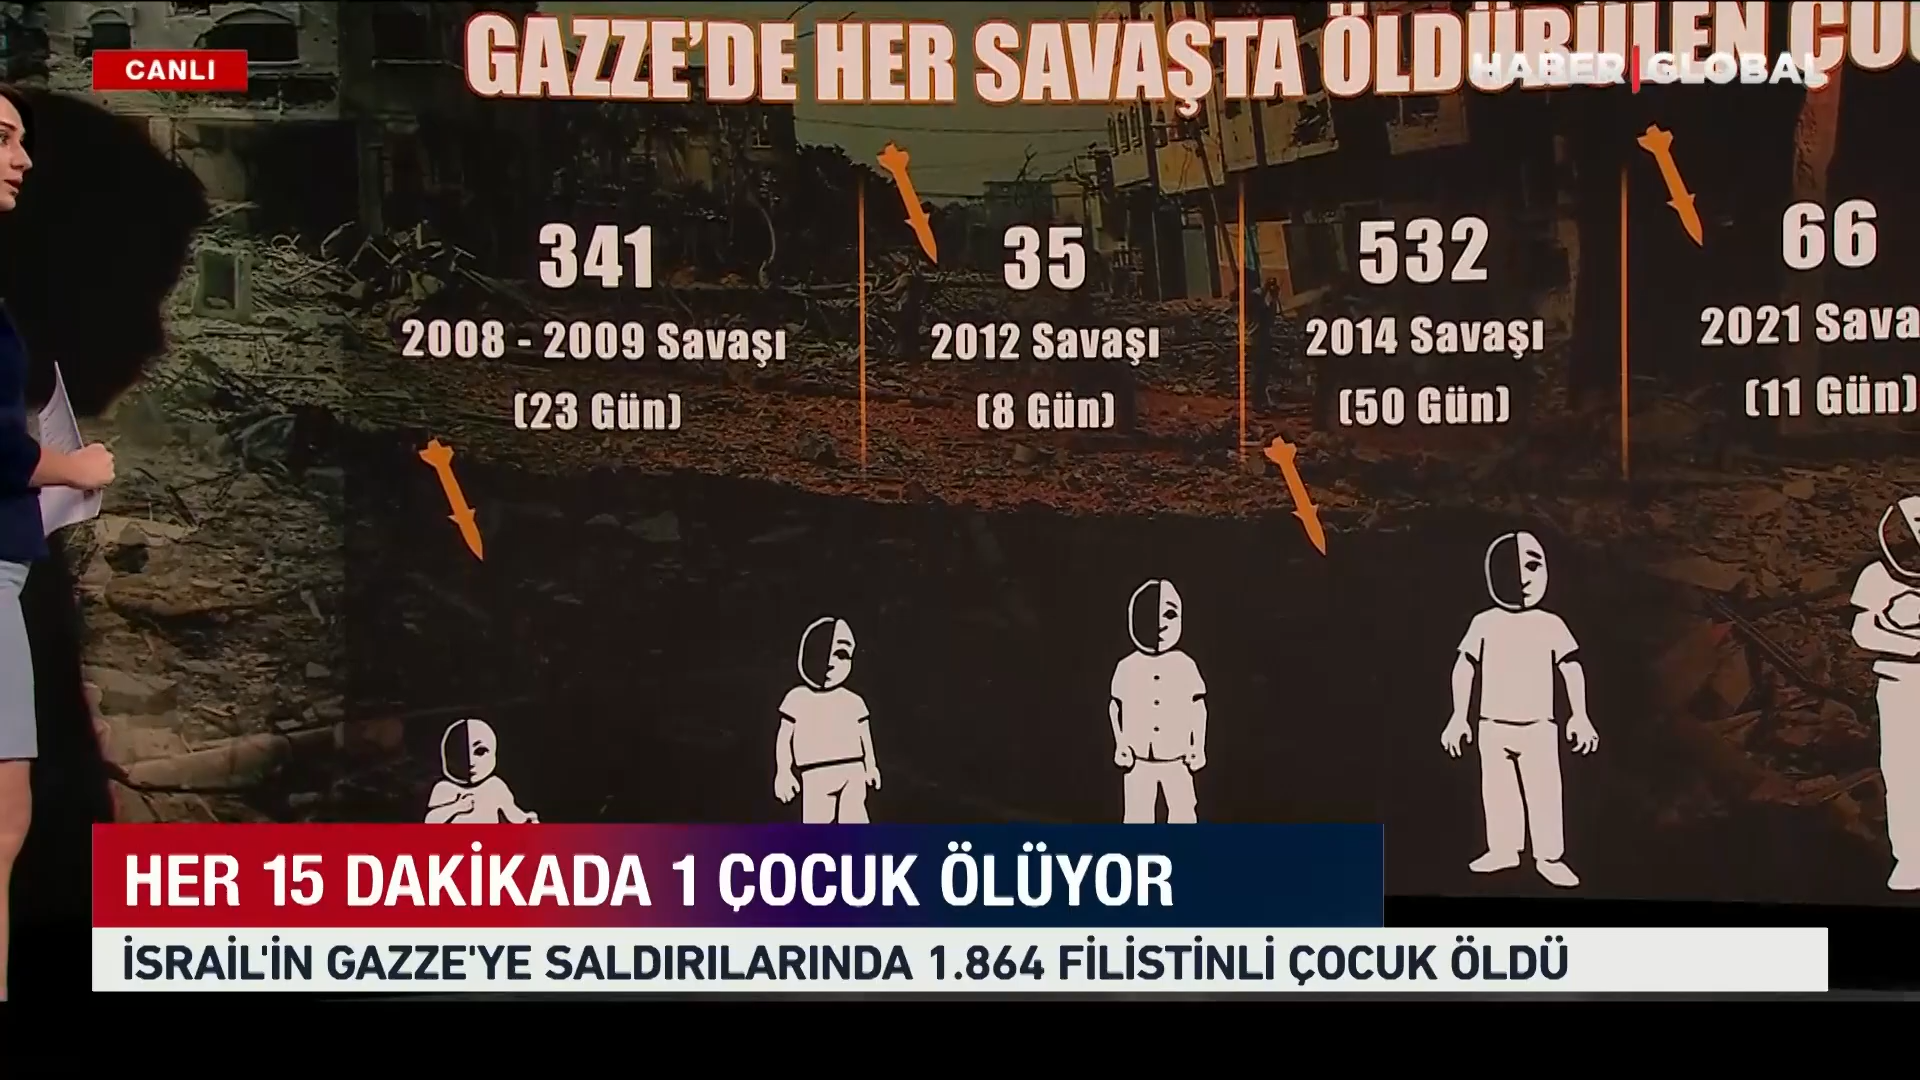 CANLI
GAZZE'DE HER SAVAŞTA ÖLDÜRÜLEN
HABER GLOBAL
341
2008 - 2009 Savaşı
(23 Gün)
35
2012 Savaşı
(8 Gün)
532
2014 Savaşı
(50 Gün)
66
2021
(11 Gün)
HER 15 DAKİKADA 1 ÇOCUK ÖLÜYOR
İSRAİL'İN GAZZE'YE SALDIRILARINDA 1.864 FİLİSTİNLİ ÇOCUK ÖLDÜ